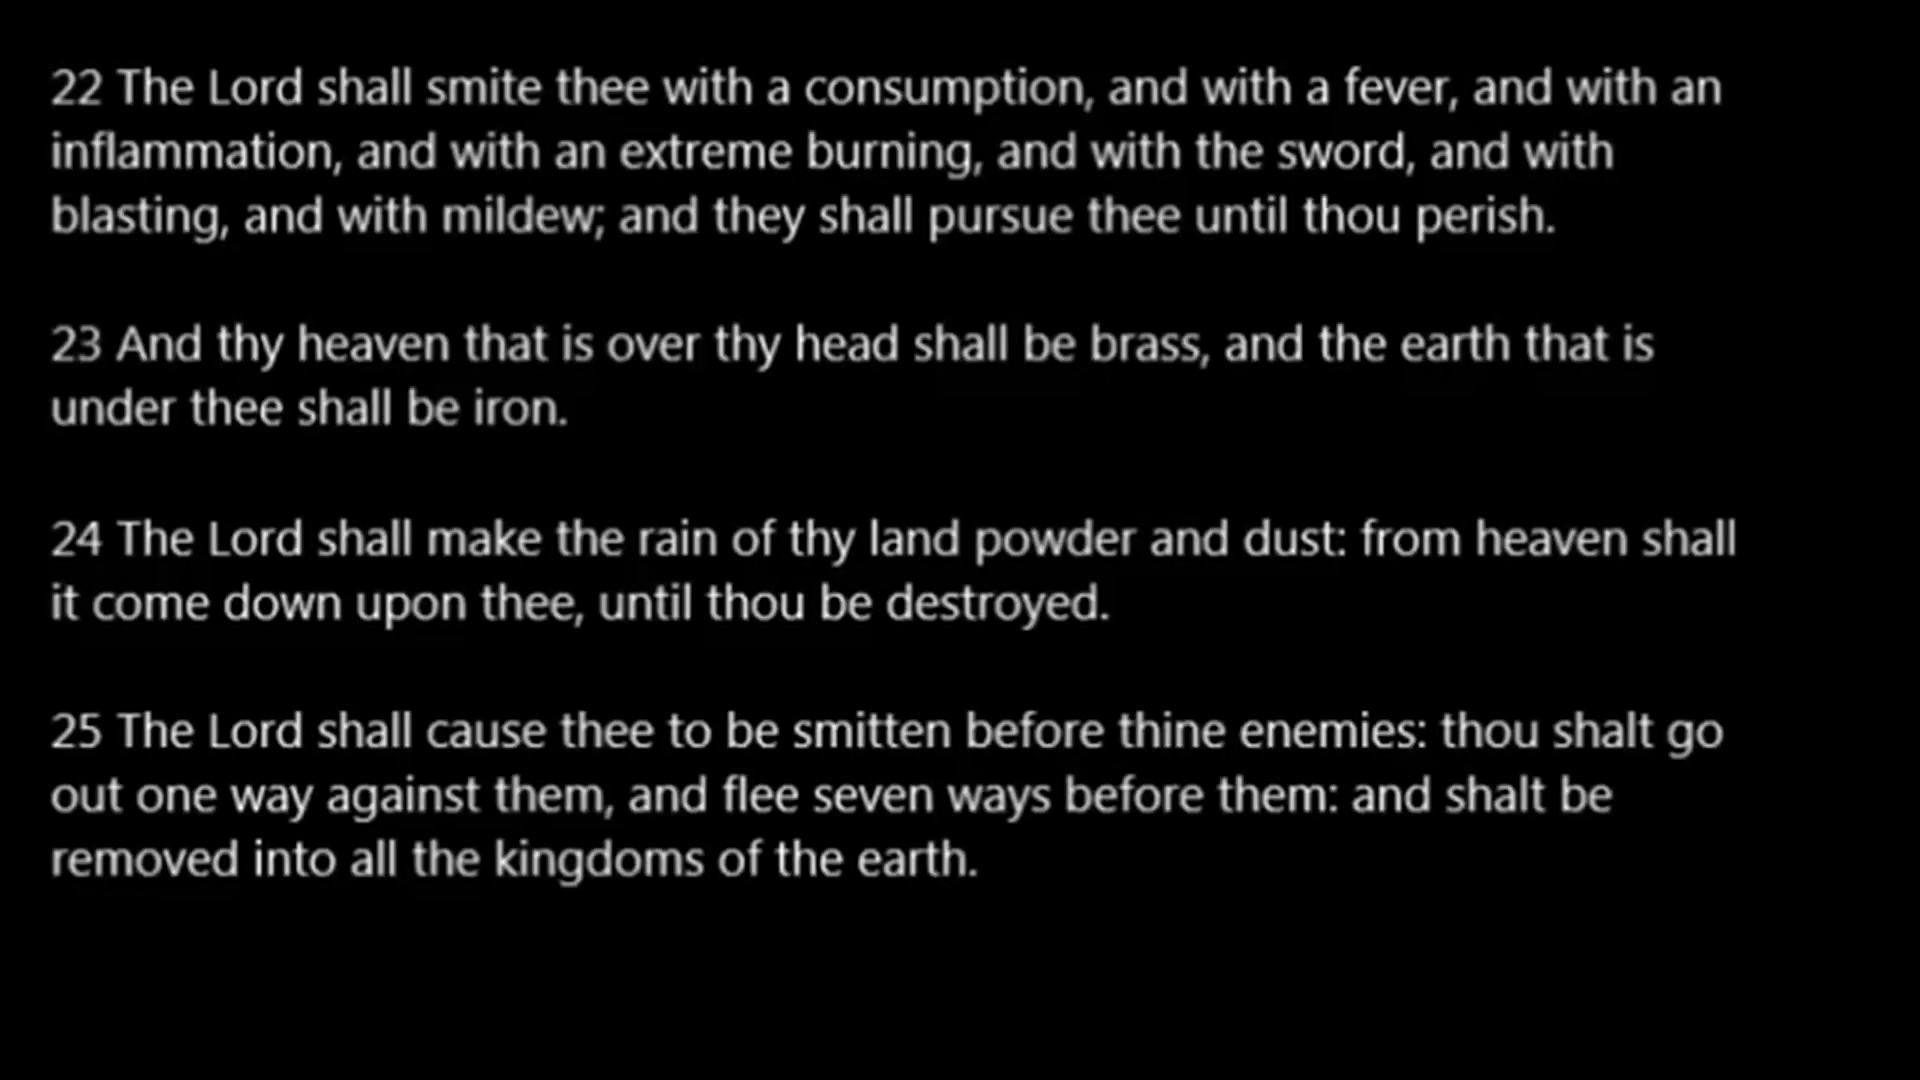 22 The Lord shall smite thee with a consumption, and with a fever, and with an
inflammation, and with an extreme burning, and with the sword, and with
blasting, and with mildew; and they shall pursue thee until thou perish.
23 And thy heaven that is over thy head shall be brass, and the earth that is
under thee shall be iron.
24 The Lord shall make the rain of thy land powder and dust: from heaven shall
it come down upon thee, until thou be destroyed.
25 The Lord shall cause thee to be smitten before thine enemies: thou shalt go
out one way against them, and flee seven ways before them: and shalt be
removed into all the kingdoms of the earth.